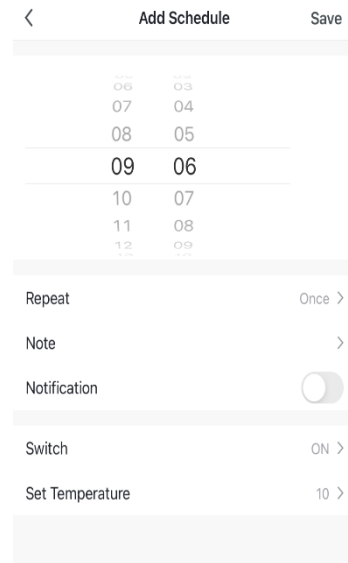 Add Schedule Save
06 03
07 04
08 05
09 06
10 07
11 08
12 09
Repeat Once
Note
Notification
Switch ON
Set Temperature 10